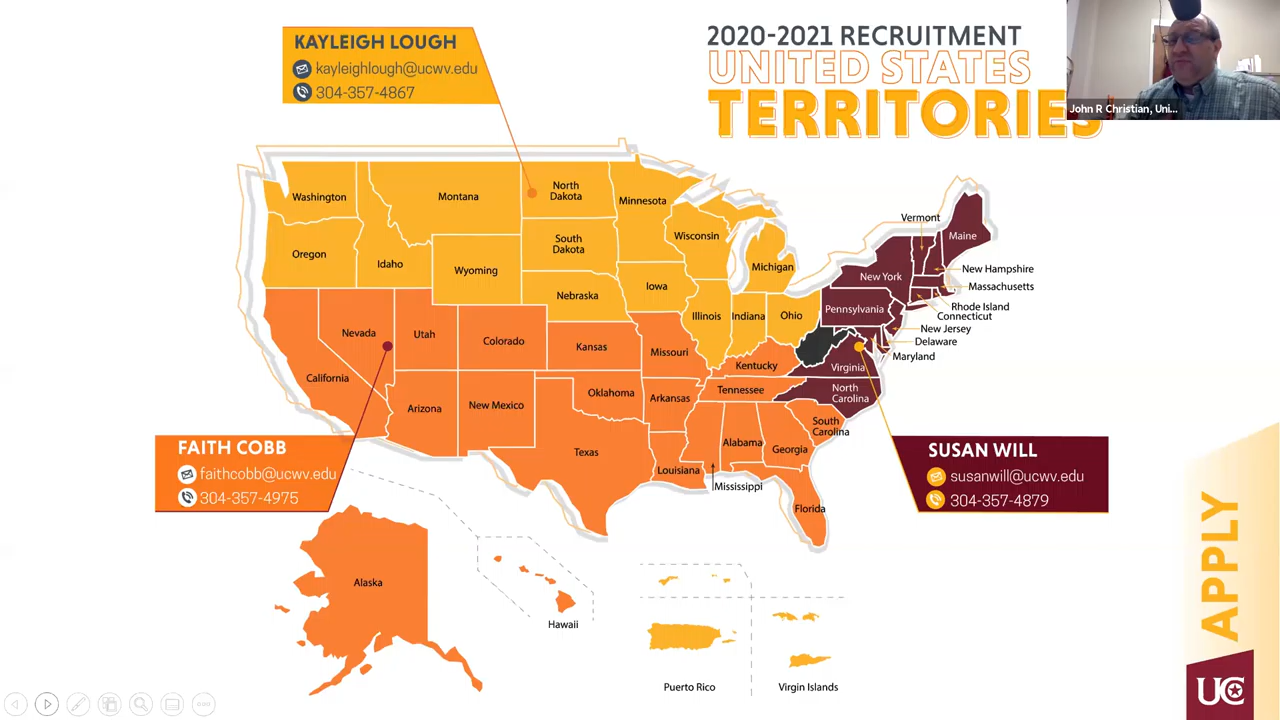 KAYLEIGH LOUGH
kayleighlough@ucwv.edu
304-357-4867
2020-2021 RECRUITMENT
UNITED STATES
TERRITORIES
John R Christian, Uni...
Washington
Montana
North
Dakota
Minnesota
Oregon
Idaho
Wyoming
South
Dakota
Wisconsin
Michigan
Nebraska
Iowa
Illinois
Indiana
Ohio
Vermont
Maine
New York
New Hampshire
Massachusetts
Rhode Island
Connecticut
Pennsylvania
New Jersey
Delaware
Maryland
Nevada
Utah
Colorado
Kansas
Missouri
Kentucky
Virginia
California
Arizona
New Mexico
Oklahoma
Arkansas
Tennessee
North
Carolina
South
Carolina
Texas
Louisiana
Alabama
Georgia
Mississippi
Florida
FAITH COBB
faithcobb@ucwv.edu
304-357-4975
SUSAN WILL
susanwill@ucwv.edu
304-357-4879
Alaska
Hawaii
Puerto Rico
Virgin Islands
APPLY
UC